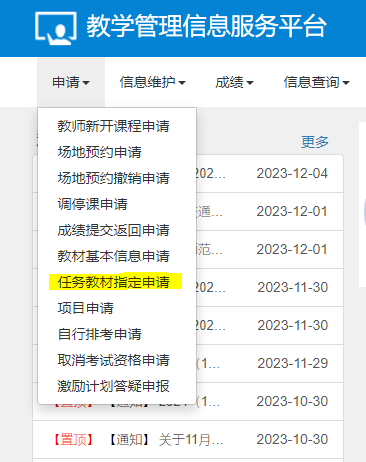 教学管理信息服务平台
申请 信息维护 成绩 信息查询
更多
教师新开课程申请
场地预约申请 202... 2023-12-04
场地预约撤销申请
调停课申请 通... 2023-12-01
成绩提交返回申请 范... 2023-12-01
教材基本信息申请
任务教材指定申请 2023-11-30
项目申请
自行排考申请 202... 2023-11-30
取消考试资格申请 (1... 2023-11-29
激励计划答疑申报
【置顶】 【通知】 (1... 2023-10-30
【置顶】 【通知】 关于11月... 2023-10-30